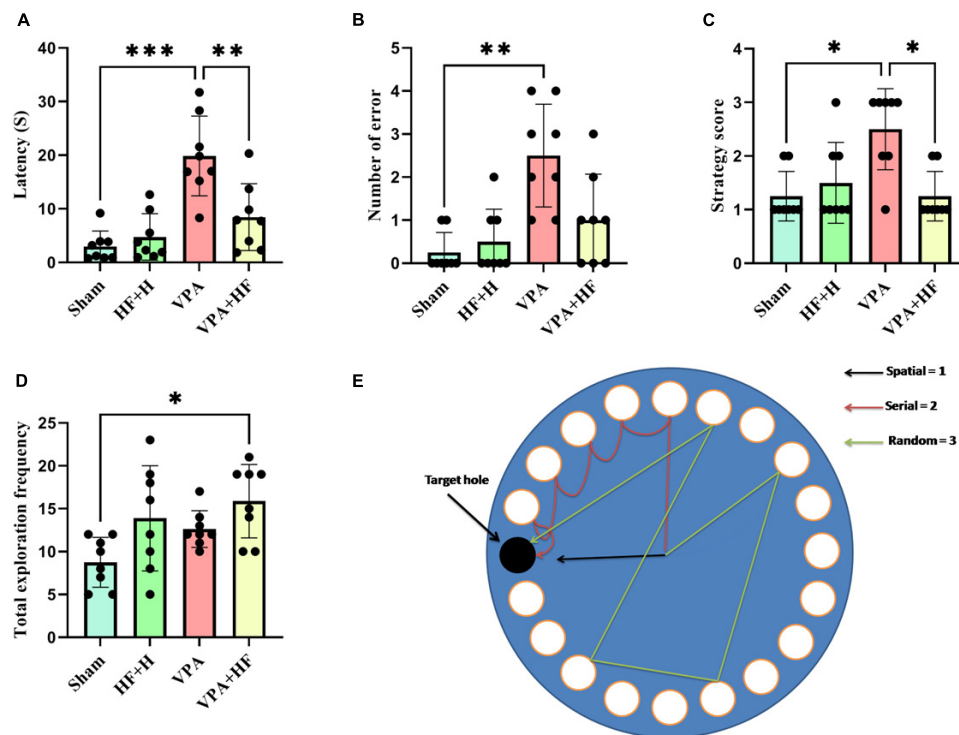 A
Latency (S)
40
30
20
10
0
***
**
Sham
HF+H
VPA
VPA+HF
B
Number of error
5
4
3
2
1
0
**
Sham
HF+H
VPA
VPA+HF
C
Strategy score
4
3
2
1
0
*
*
Sham
HF+H
VPA
VPA+HF
D
Total exploration frequency
25
20
15
10
5
0
*
Sham
HF+H
VPA
VPA+HF
E
Spatial = 1
Serial = 2
Random = 3
Target hole